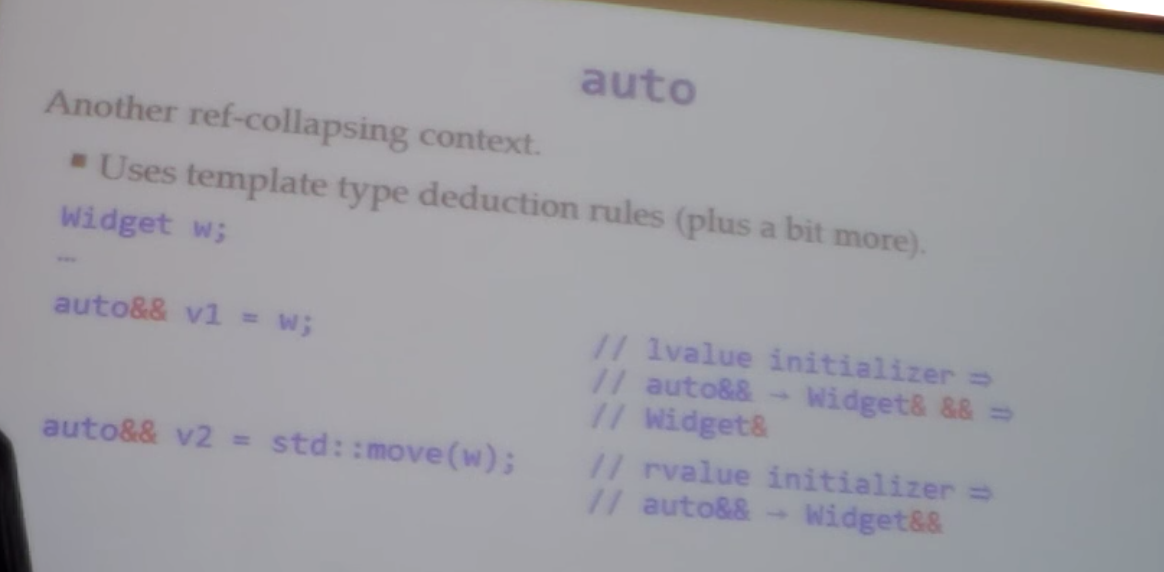 auto
Another ref-collapsing context.
▪ Uses template type deduction rules (plus a bit more).
Widget w;
…
auto&& v1 = w;
// lvalue initializer ⇒
// auto&& → Widget& && ⇒
// Widget&
auto&& v2 = std::move(w);
// rvalue initializer ⇒
// auto&& → Widget&&